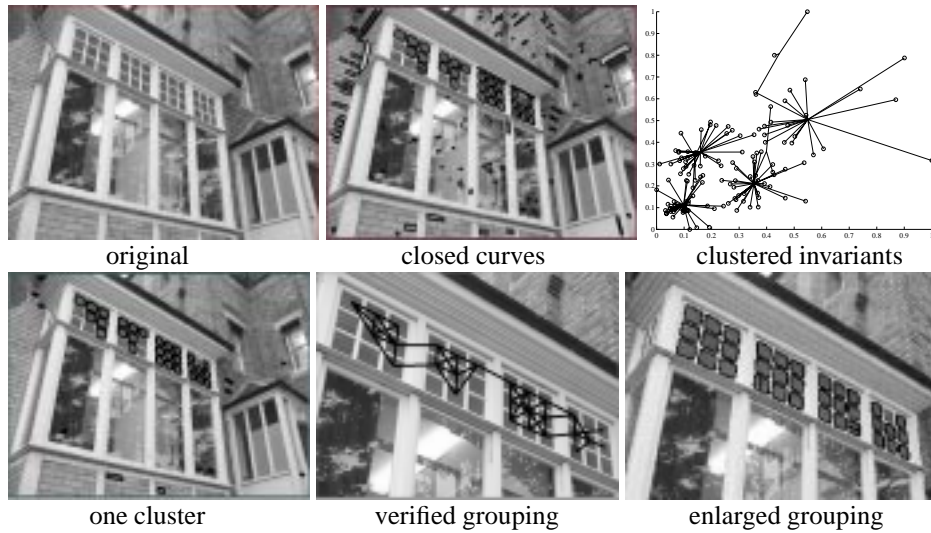 original
closed curves
1
0.9
0.8
0.7
0.6
0.5
0.4
0.3
0.2
0.1
0
0 0.1 0.2 0.3 0.4 0.5 0.6 0.7 0.8 0.9 1
clustered invariants
one cluster
verified grouping
enlarged grouping